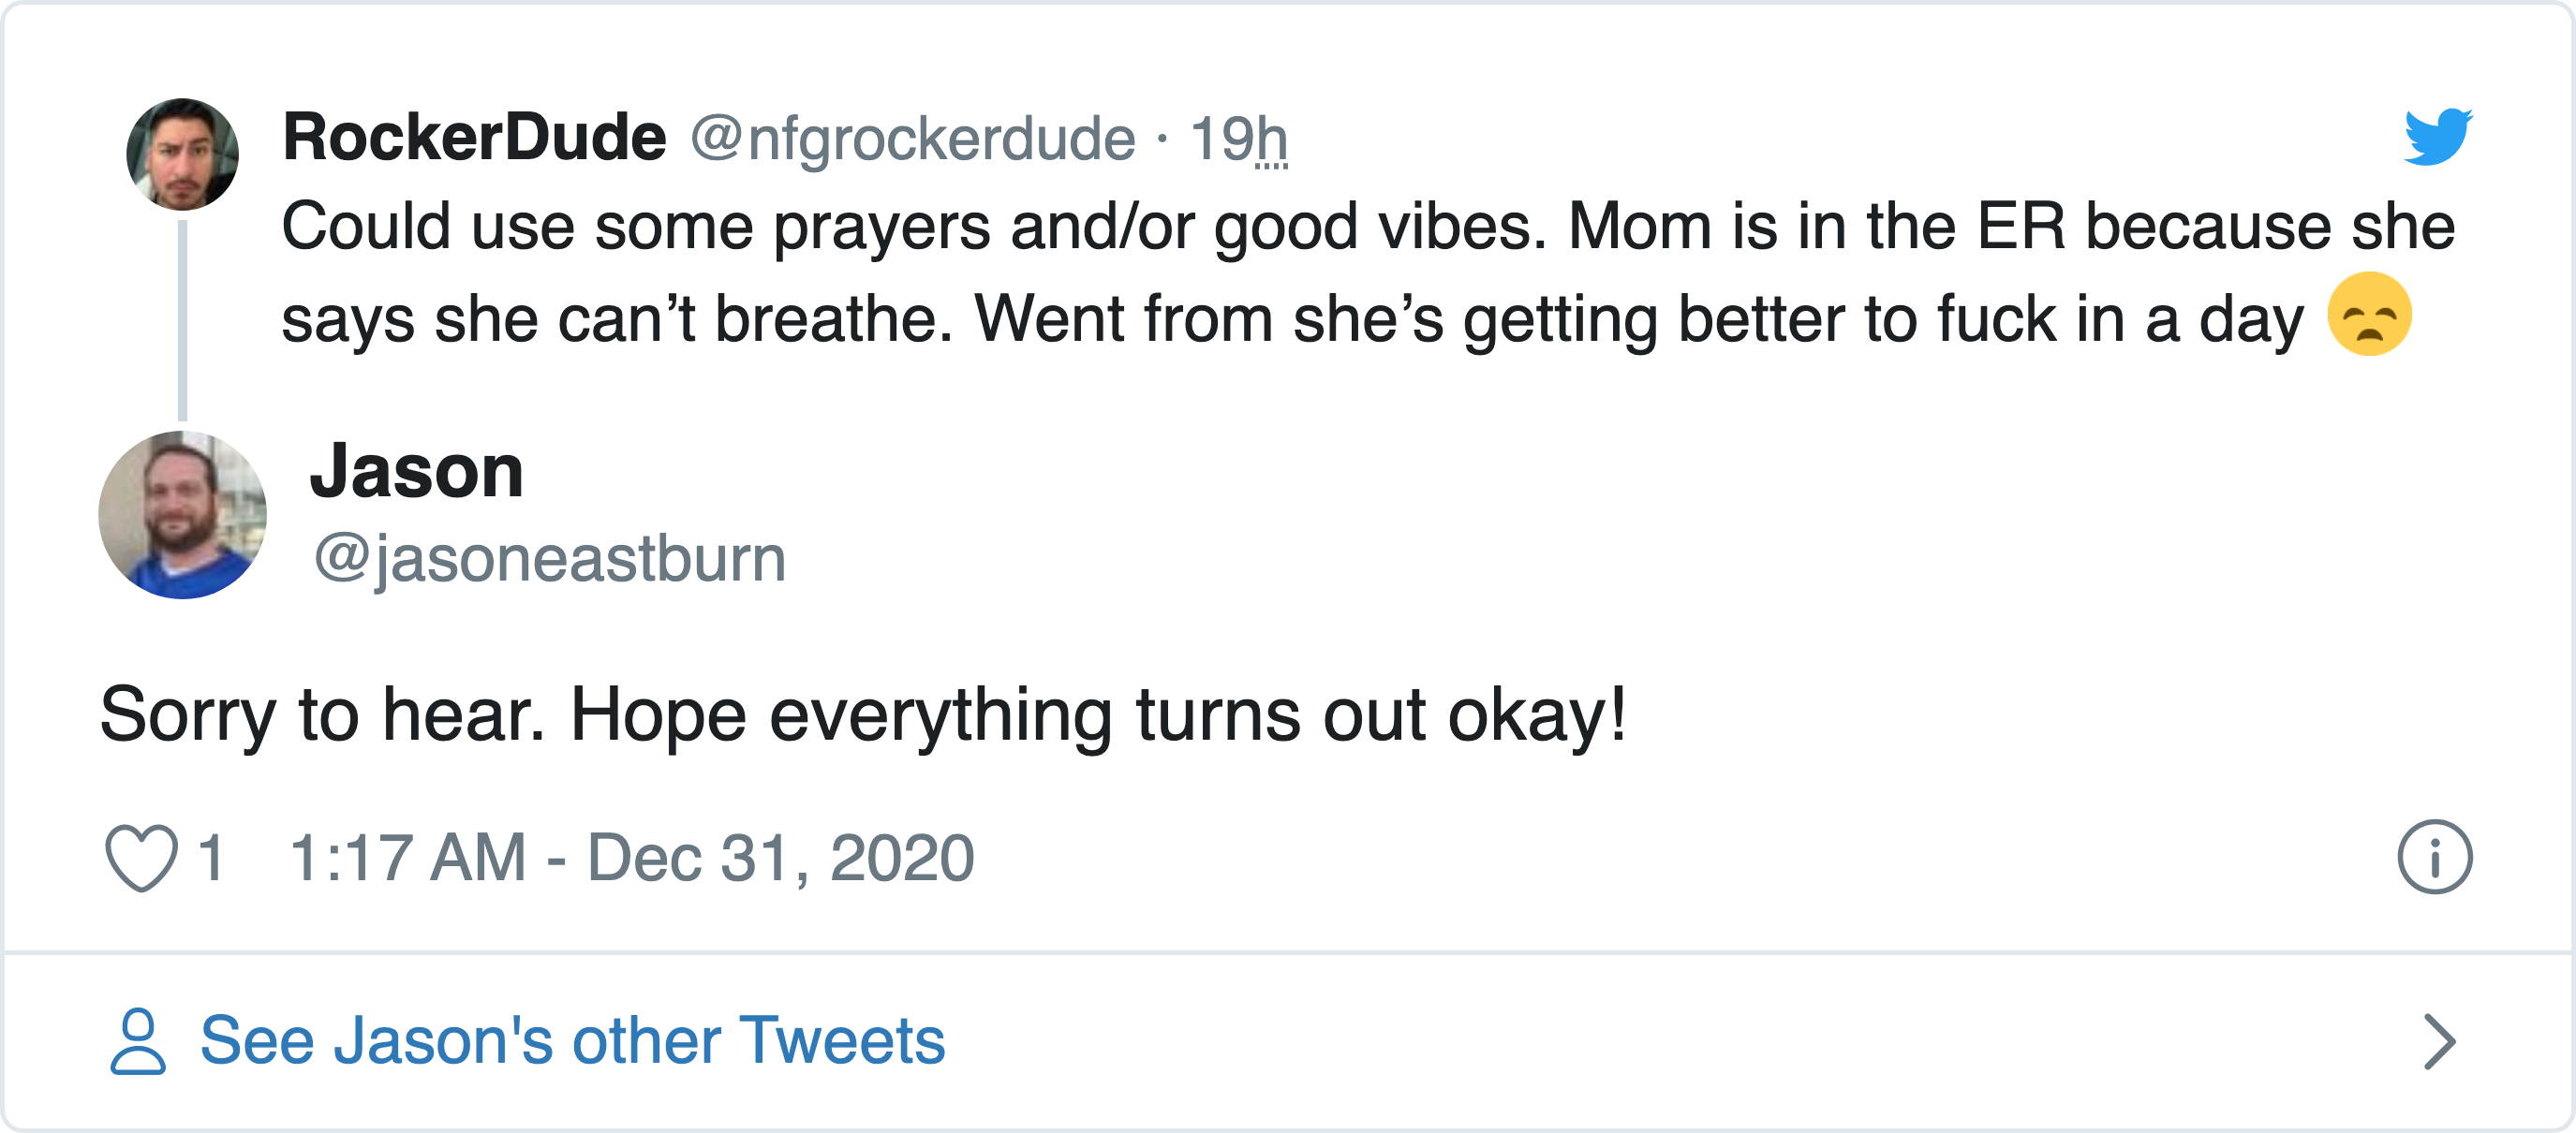 RockerDude @nfgrockerdude · 19h
Could use some prayers and/or good vibes. Mom is in the ER because she
says she can’t breathe. Went from she’s getting better to fuck in a day 😞
Jason
@jasoneastburn
Sorry to hear. Hope everything turns out okay!
1 1:17 AM - Dec 31, 2020
See Jason's other Tweets